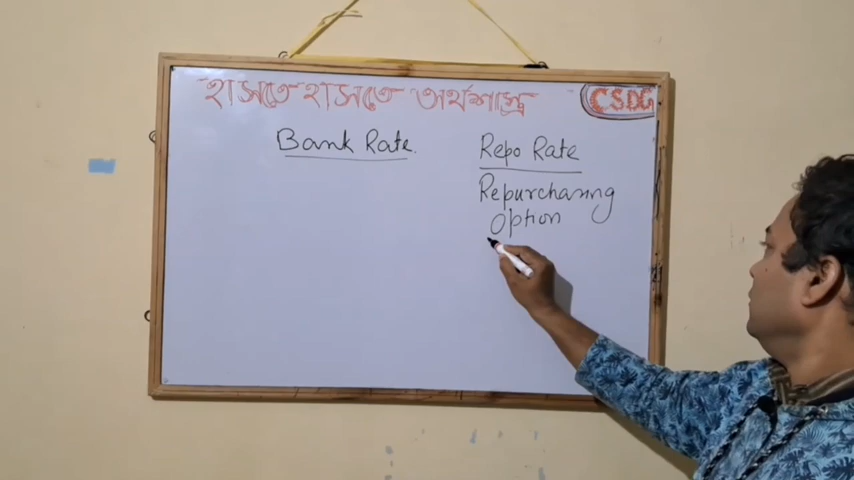 হাসতে হাসতে অর্থশাস্ত্র
CSDG
Bank Rate.
Repo Rate
Repurchasing
Option